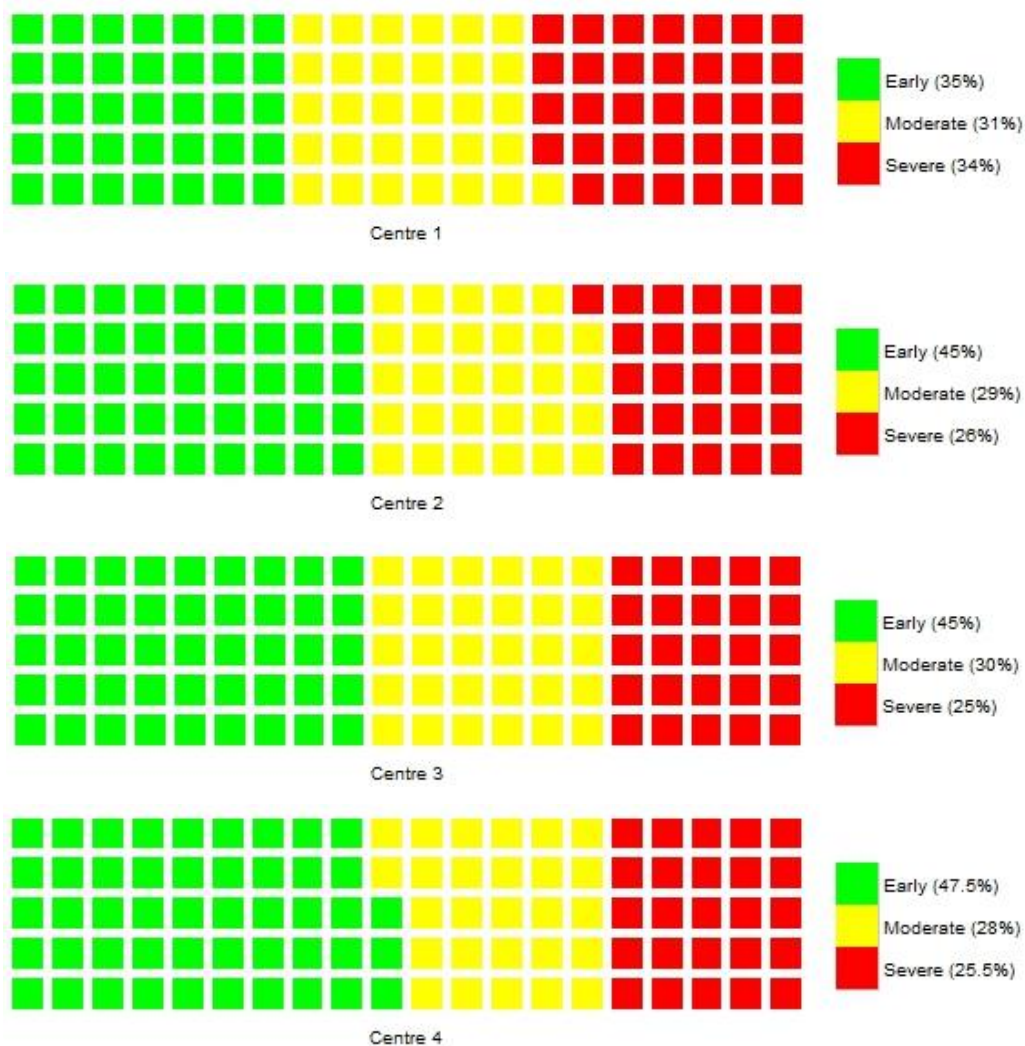 Early (35%)
Moderate (31%)
Severe (34%)
Centre 1
Early (45%)
Moderate (29%)
Severe (26%)
Centre 2
Early (45%)
Moderate (30%)
Severe (25%)
Centre 3
Early (47.5%)
Moderate (28%)
Severe (25.5%)
Centre 4